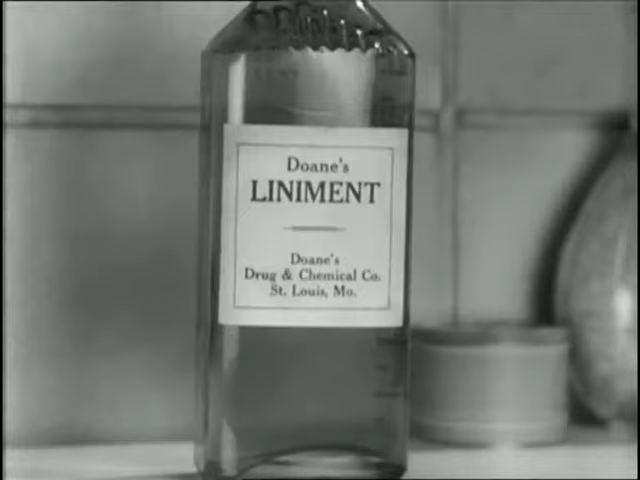 Doane's
LINIMENT
Doane's
Drug & Chemical Co.
St. Louis, Mo.